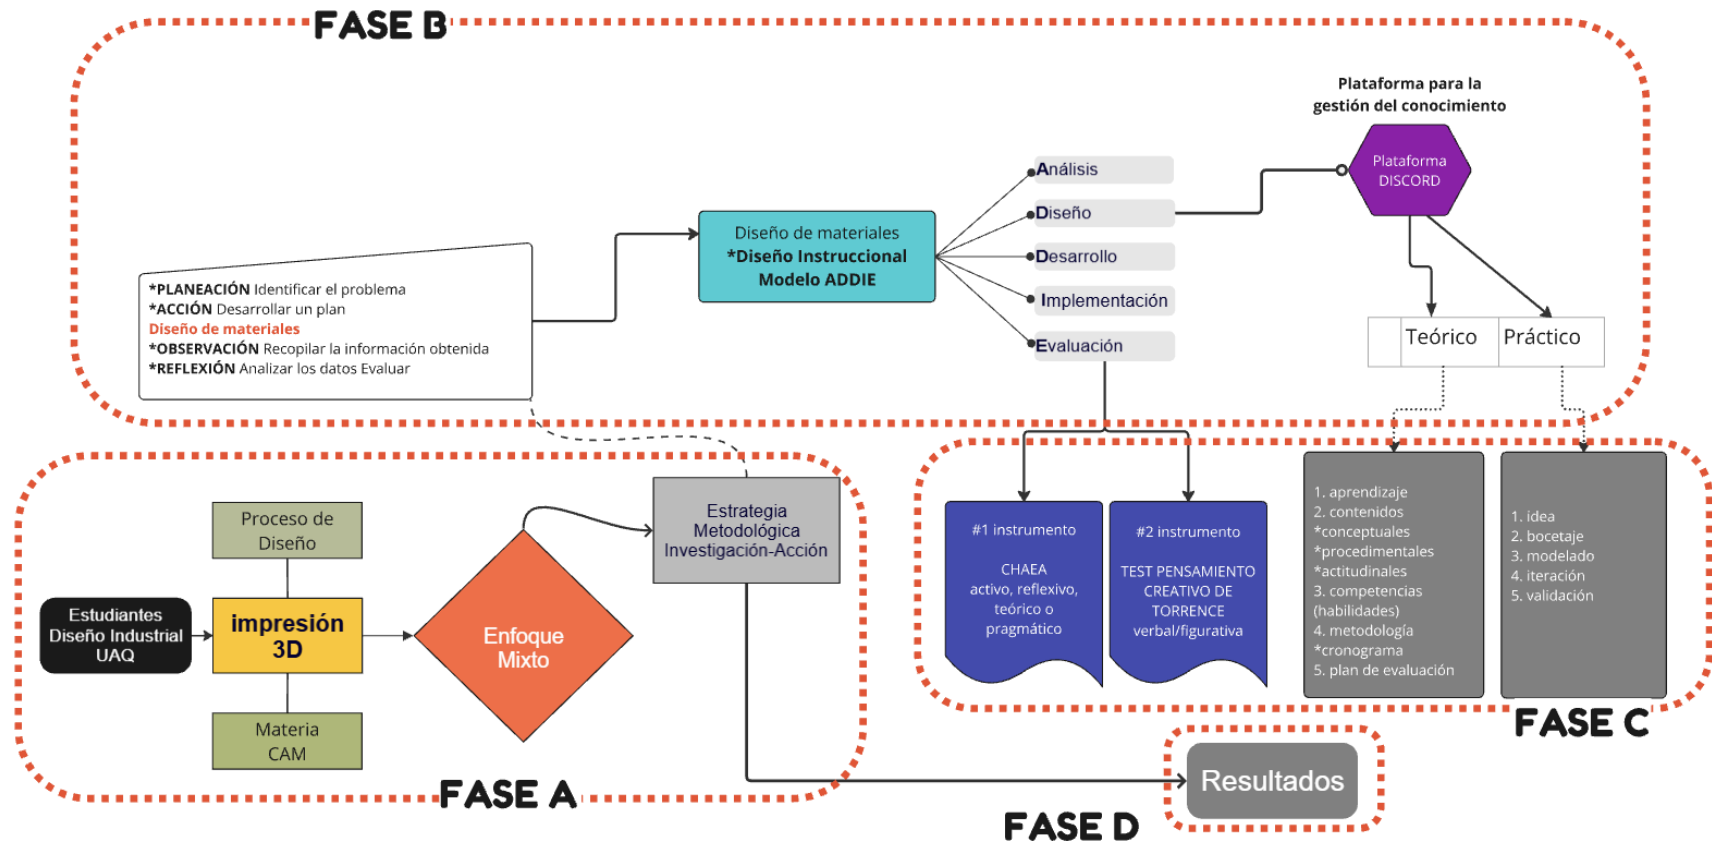 FASE B
Plataforma para la
gestión del conocimiento
Plataforma
DISCORD
Análisis
Diseño
Desarrollo
Implementación
Evaluación
Diseño de materiales
*Diseño Instruccional
Modelo ADDIE
*PLANEACIÓN Identificar el problema
*ACCIÓN Desarrollar un plan
Diseño de materiales
*OBSERVACIÓN Recopilar la información obtenida
*REFLEXIÓN Analizar los datos Evaluar
Teórico
Práctico
Proceso de
Diseño
Estudiantes
Diseño Industrial
UAQ
impresión
3D
Materia
CAM
Enfoque
Mixto
Estrategia
Metodológica
Investigación-Acción
FASE A
#1 instrumento
CHAEA
activo, reflexivo,
teórico o
pragmático
#2 instrumento
TEST PENSAMIENTO
CREATIVO DE
TORRENCE
verbal/figurativa
1. aprendizaje
2. contenidos
*conceptuales
*procedimentales
*actitudinales
3. competencias
(habilidades)
4. metodología
*cronograma
5. plan de evaluación
1. idea
2. bocetaje
3. modelado
4. iteración
5. validación
FASE C
Resultados
FASE D